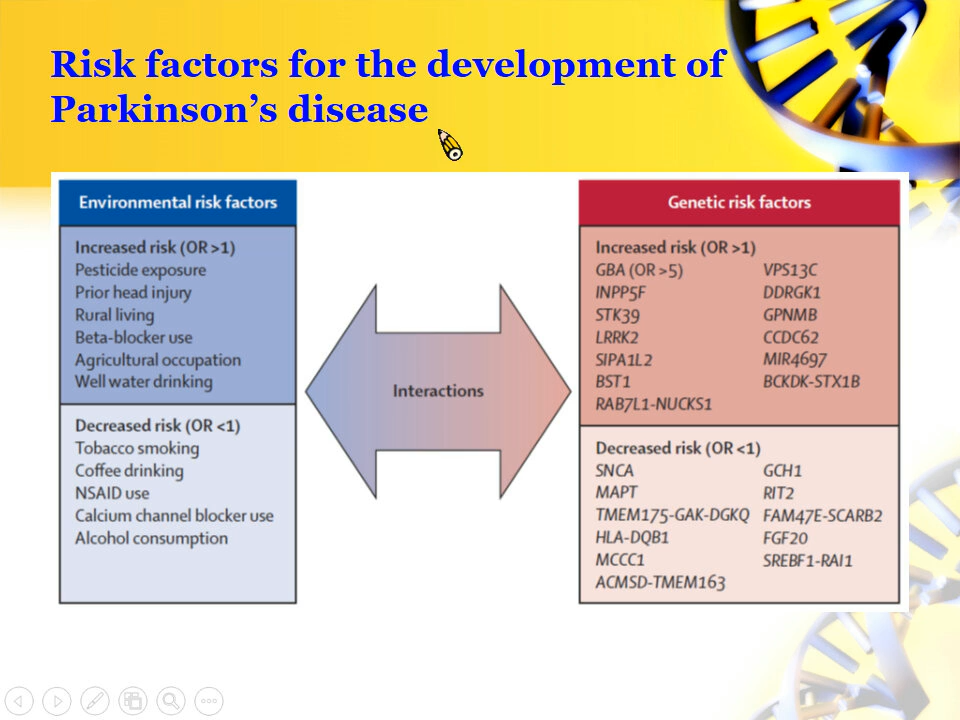 Risk factors for the development of
Parkinson's disease
Environmental risk factors
Increased risk (OR >1)
Pesticide exposure
Prior head injury
Rural living
Beta-blocker use
Agricultural occupation
Well water drinking
Decreased risk (OR <1)
Tobacco smoking
Coffee drinking
NSAID use
Calcium channel blocker use
Alcohol consumption
Interactions
Genetic risk factors
Increased risk (OR >1)
GBA (OR >5)
INPP5F
STK39
LRRK2
SIPA1L2
BST1
RAB7L1-NUCKS1
VPS13C
DDRGK1
GPNMB
CCDC62
MIR4697
BCKDK-STX1B
Decreased risk (OR <1)
SNCA
MAPT
TMEM175-GAK-DGKQ
HLA-DQB1
MCCC1
ACMSD-TMEM163
GCH1
RIT2
FAM47E-SCARB2
FGF20
SREBF1-RAI1